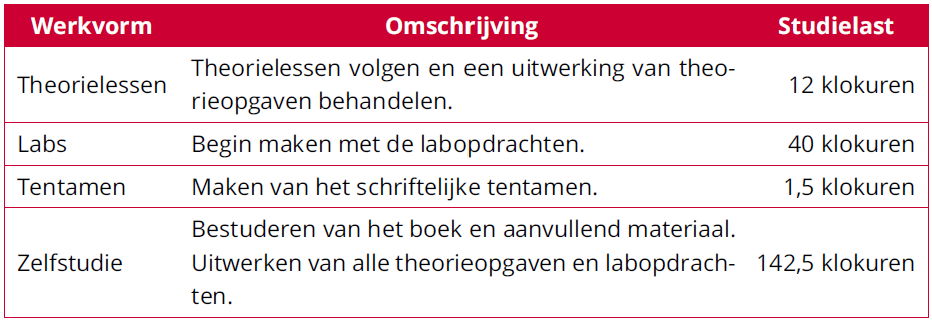 Werkvorm Omschrijving Studielast
Theorielessen Theorielessen volgen en een uitwerking van theo-
rieopgaven behandelen. 12 klokuren
Labs Begin maken met de labopdrachten. 40 klokuren
Tentamen Maken van het schriftelijke tentamen. 1,5 klokuren
Zelfstudie Bestuderen van het boek en aanvullend materiaal.
Uitwerken van alle theorieopgaven en labopdrach-
ten. 142,5 klokuren